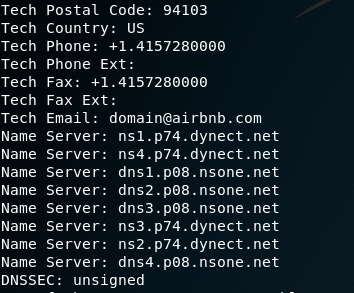 Tech Postal Code: 94103
Tech Country: US
Tech Phone: +1.4157280000
Tech Phone Ext:
Tech Fax: +1.4157280000
Tech Fax Ext:
Tech Email: domain@airbnb.com
Name Server: ns1.p74.dynect.net
Name Server: ns4.p74.dynect.net
Name Server: dns1.p08.nsone.net
Name Server: dns2.p08.nsone.net
Name Server: dns3.p08.nsone.net
Name Server: ns3.p74.dynect.net
Name Server: ns2.p74.dynect.net
Name Server: dns4.p08.nsone.net
DNSSEC: unsigned